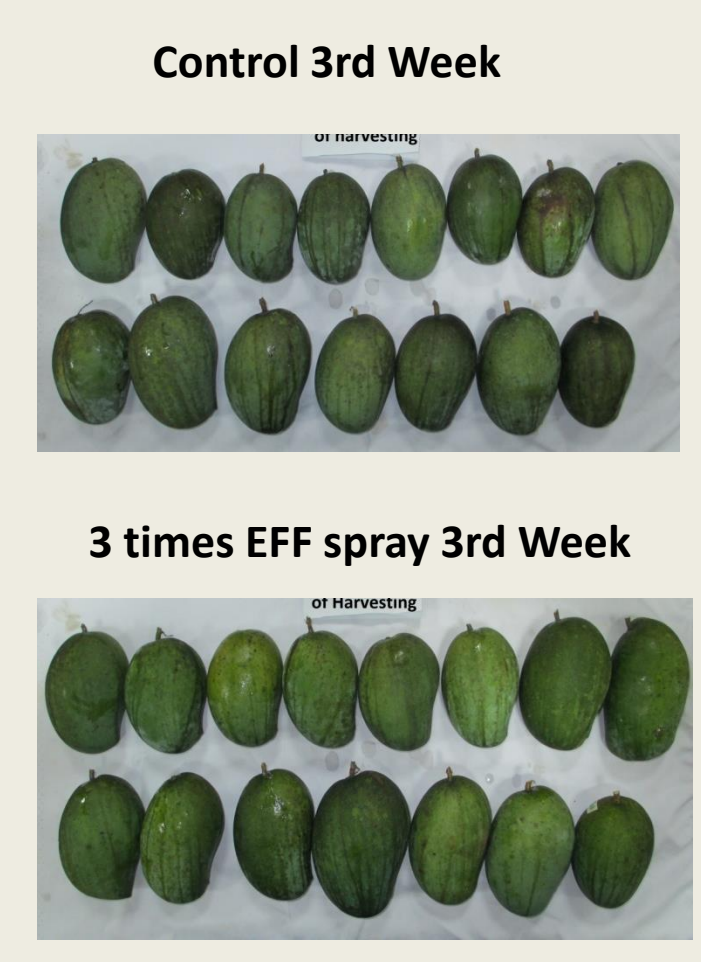 Control 3rd Week
of harvesting
3 times EFF spray 3rd Week
of Harvesting